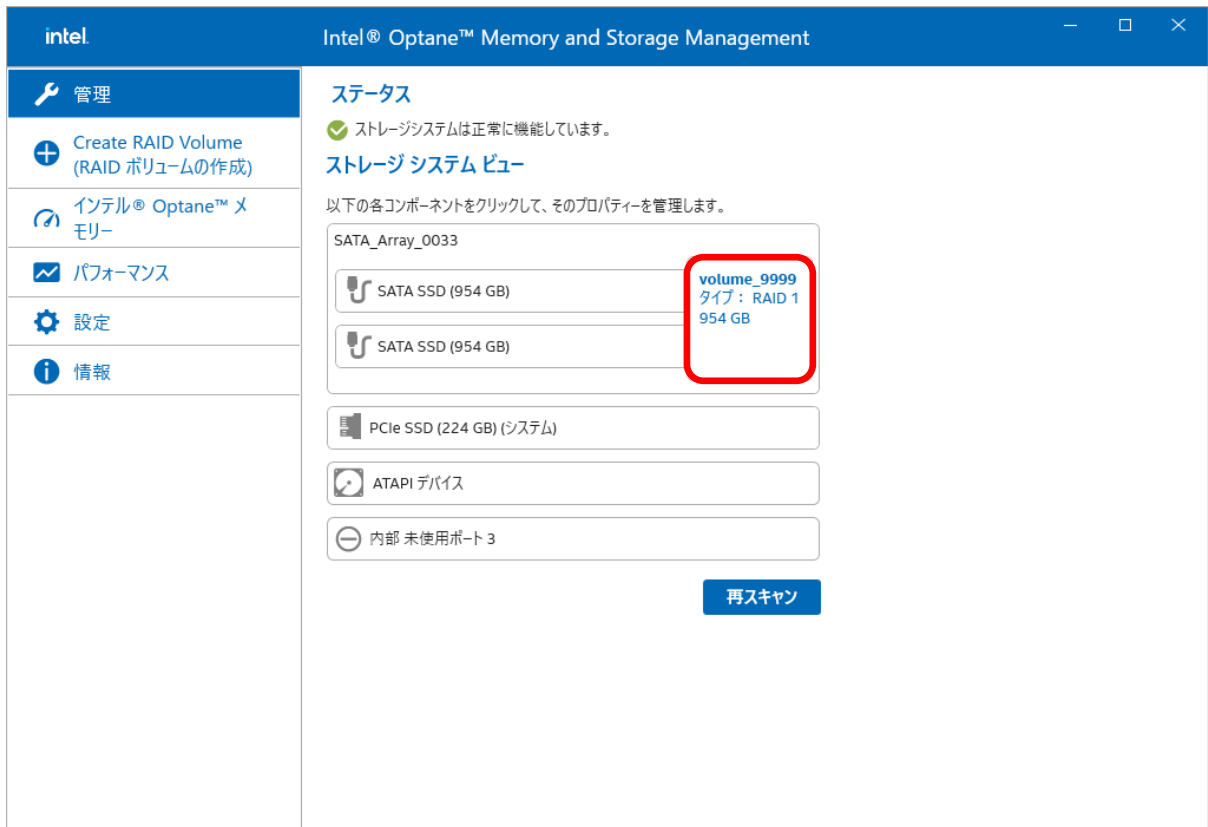 intel.
Intel® Optane™ Memory and Storage Management
管理
Create RAID Volume
(RAID ボリュームの作成)
インテル® Optane™ メ
モリー
パフォーマンス
設定
情報
ステータス
ストレージシステムは正常に機能しています。
ストレージ システム ビュー
以下の各コンポーネントをクリックして、そのプロパティーを管理します。
SATA_Array_0033
SATA SSD (954 GB)
SATA SSD (954 GB)
volume_9999
タイプ： RAID 1
954 GB
PCIe SSD (224 GB) (システム)
ATAPI デバイス
内部 未使用ポート 3
再スキャン